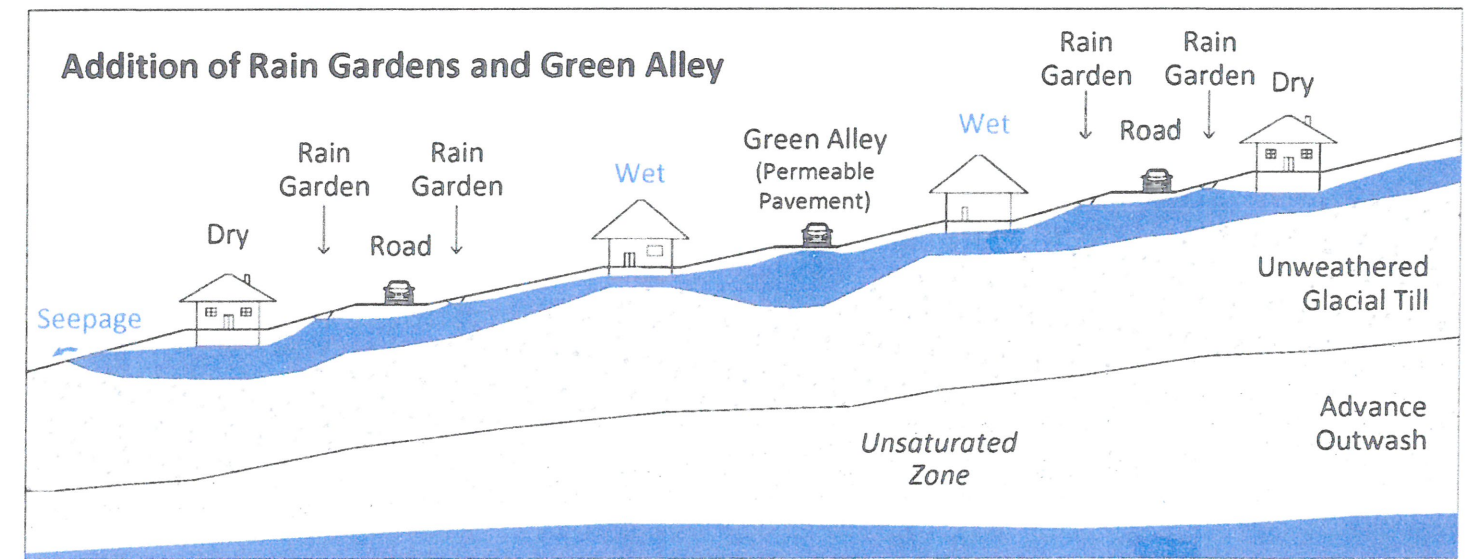 Addition of Rain Gardens and Green Alley
Rain
Garden
Rain
Garden
Dry
Road
Wet
Green Alley
(Permeable
Pavement)
Wet
Rain
Garden
Rain
Garden
Dry
Road
Seepage
Unweathered
Glacial Till
Advance
Outwash
Unsaturated
Zone